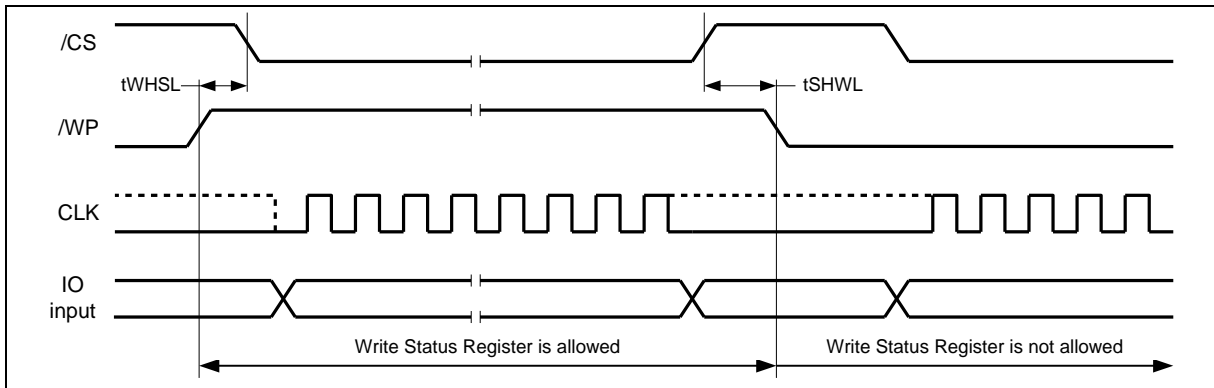 /CS
tWHSL
tSHWL
/WP
CLK
IO
input
Write Status Register is allowed
Write Status Register is not allowed